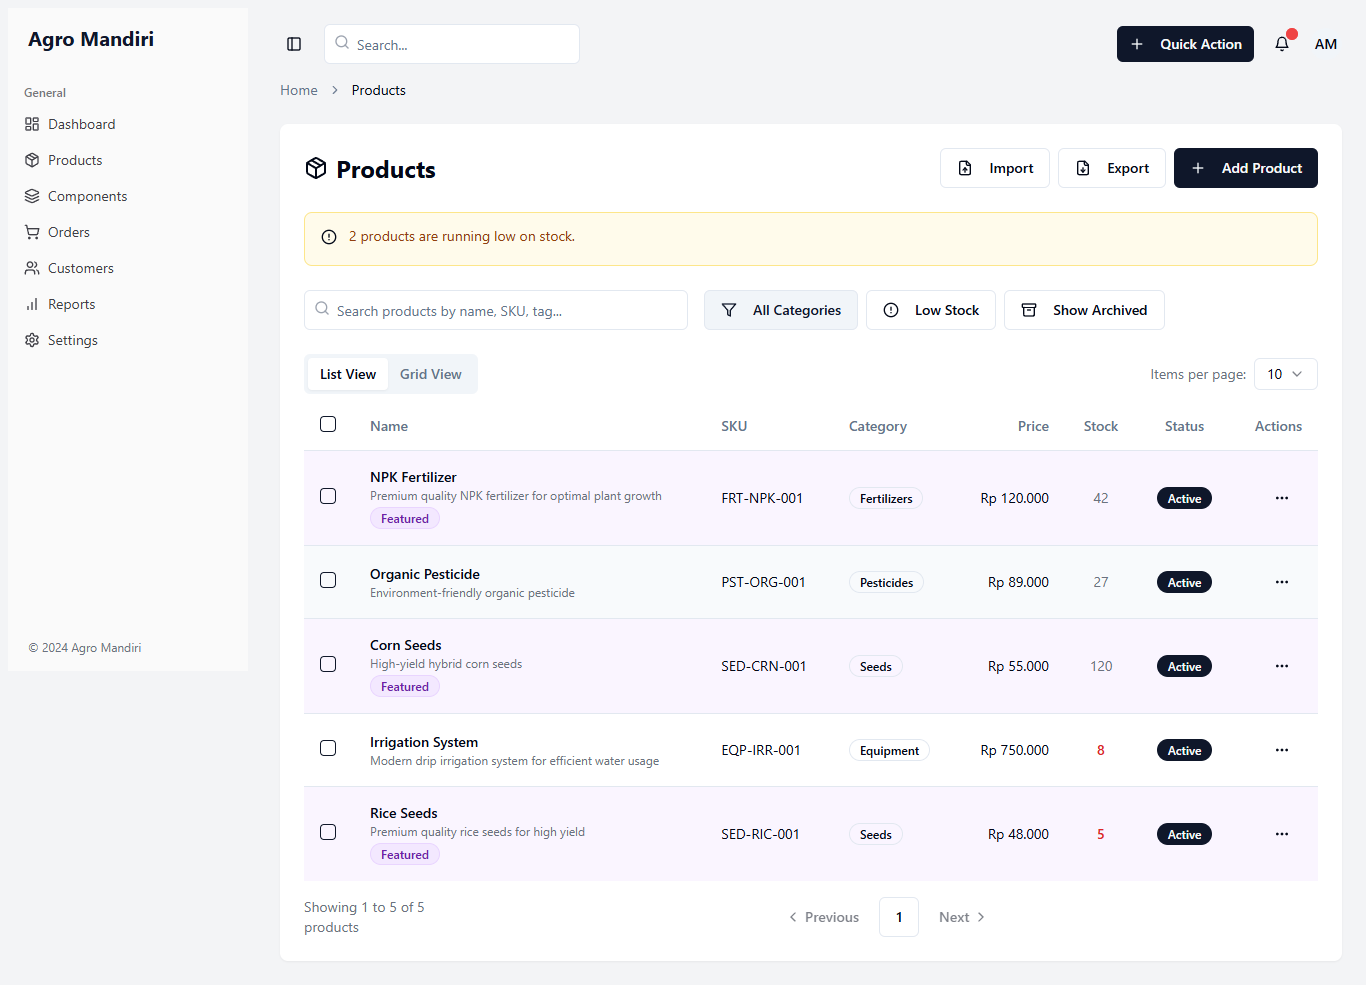 Agro Mandiri
General
Dashboard
Products
Components
Orders
Customers
Reports
Settings
© 2024 Agro Mandiri
Search...
Quick Action
AM
Home > Products
Products
Import
Export
Add Product
2 products are running low on stock.
Search products by name, SKU, tag...
All Categories
Low Stock
Show Archived
List View
Grid View
Items per page: 10
Name SKU Category Price Stock Status Actions
NPK Fertilizer
Premium quality NPK fertilizer for optimal plant growth
Featured
FRT-NPK-001 Fertilizers Rp 120.000 42 Active
Organic Pesticide
Environment-friendly organic pesticide
PST-ORG-001 Pesticides Rp 89.000 27 Active
Corn Seeds
High-yield hybrid corn seeds
Featured
SED-CRN-001 Seeds Rp 55.000 120 Active
Irrigation System
Modern drip irrigation system for efficient water usage
EQP-IRR-001 Equipment Rp 750.000 8 Active
Rice Seeds
Premium quality rice seeds for high yield
Featured
SED-RIC-001 Seeds Rp 48.000 5 Active
Showing 1 to 5 of 5
products
Previous 1 Next